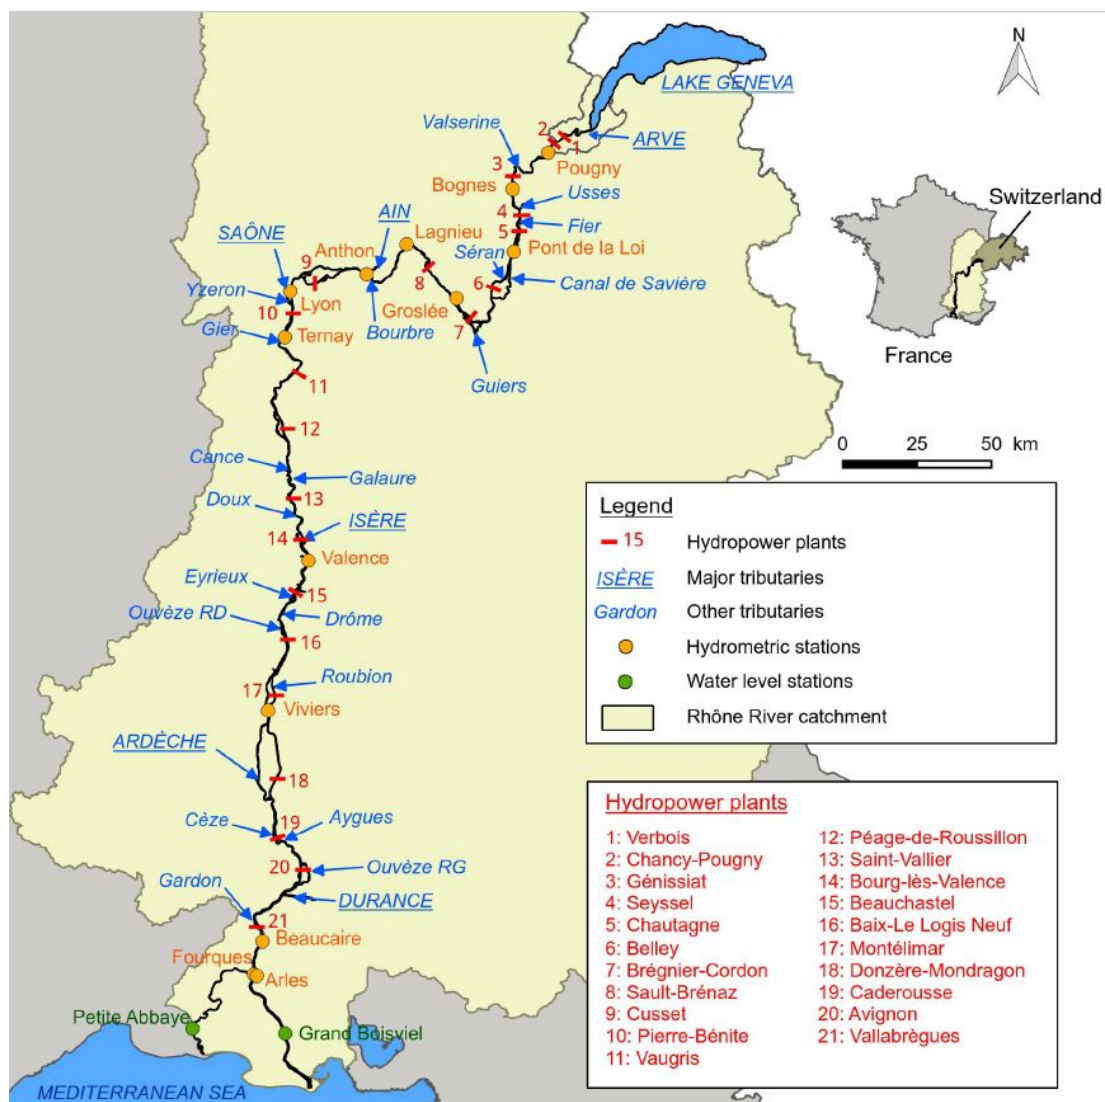 N
LAKE GENEVA
Valserine
2
1
ARVE
Pougny
3
Bognes
Usses
4
Fier
AIN
Lagnieu
5
SAÔNE
Anthon
Séran
Pont de la Loi
9
8
6
Canal de Savière
Yzeron
Lyon
Groslée
10
Bourbre
7
Gier
Ternay
Guiers
11
12
Switzerland
France
0 25 50 km
Cance
Galaure
Doux
13
ISÈRE
14
Valence
Eyrieux
15
Ouvèze RD
Drôme
16
Roubion
17
Viviers
ARDÈCHE
18
Cèze
19
Aygues
20
Ouvèze RG
Gardon
DURANCE
21
Beaucaire
Fourques
Arles
Petite Abbaye
Grand Boisviel
MEDITERRANEAN SEA
Legend
15 Hydropower plants
ISÈRE Major tributaries
Gardon Other tributaries
Hydrometric stations
Water level stations
Rhône River catchment
Hydropower plants
1: Verbois
2: Chancy-Pougny
3: Génissiat
4: Seyssel
5: Chautagne
6: Belley
7: Brégnier-Cordon
8: Sault-Brénaz
9: Cusset
10: Pierre-Bénite
11: Vaugris
12: Péage-de-Roussillon
13: Saint-Vallier
14: Bourg-lès-Valence
15: Beauchastel
16: Baix-Le Logis Neuf
17: Montélimar
18: Donzère-Mondragon
19: Caderousse
20: Avignon
21: Vallabrègues